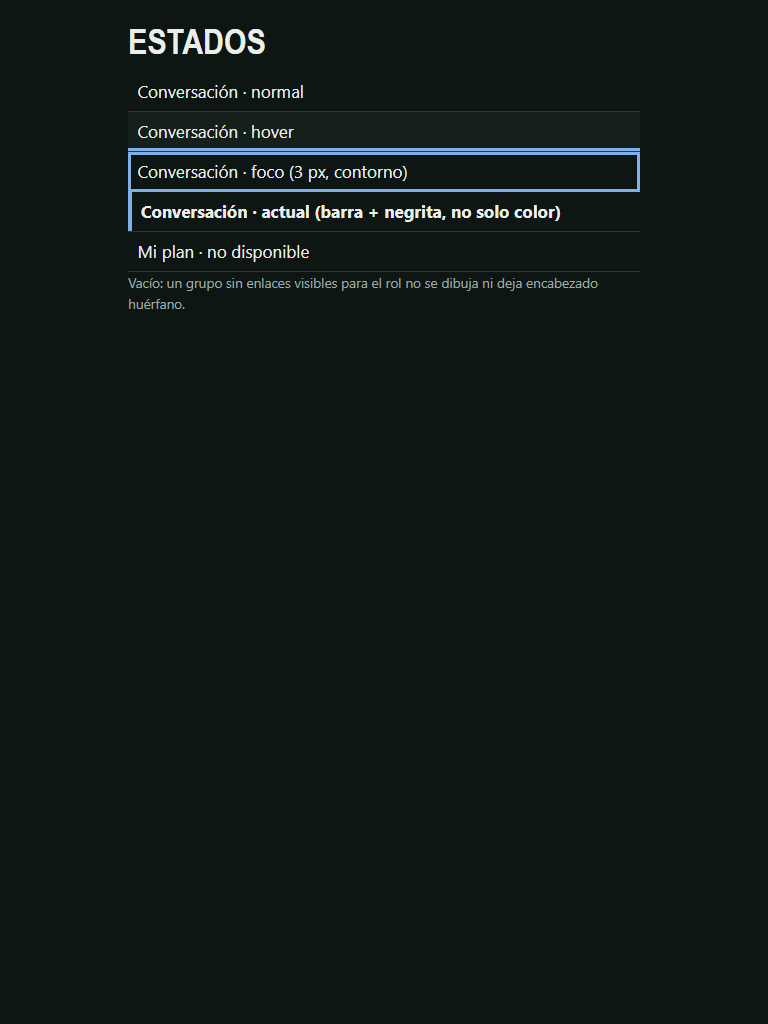 ESTADOS
Conversación · normal
Conversación · hover
Conversación · foco (3 px, contorno)
Conversación · actual (barra + negrita, no solo color)
Mi plan · no disponible
Vacío: un grupo sin enlaces visibles para el rol no se dibuja ni deja encabezado
huérfano.